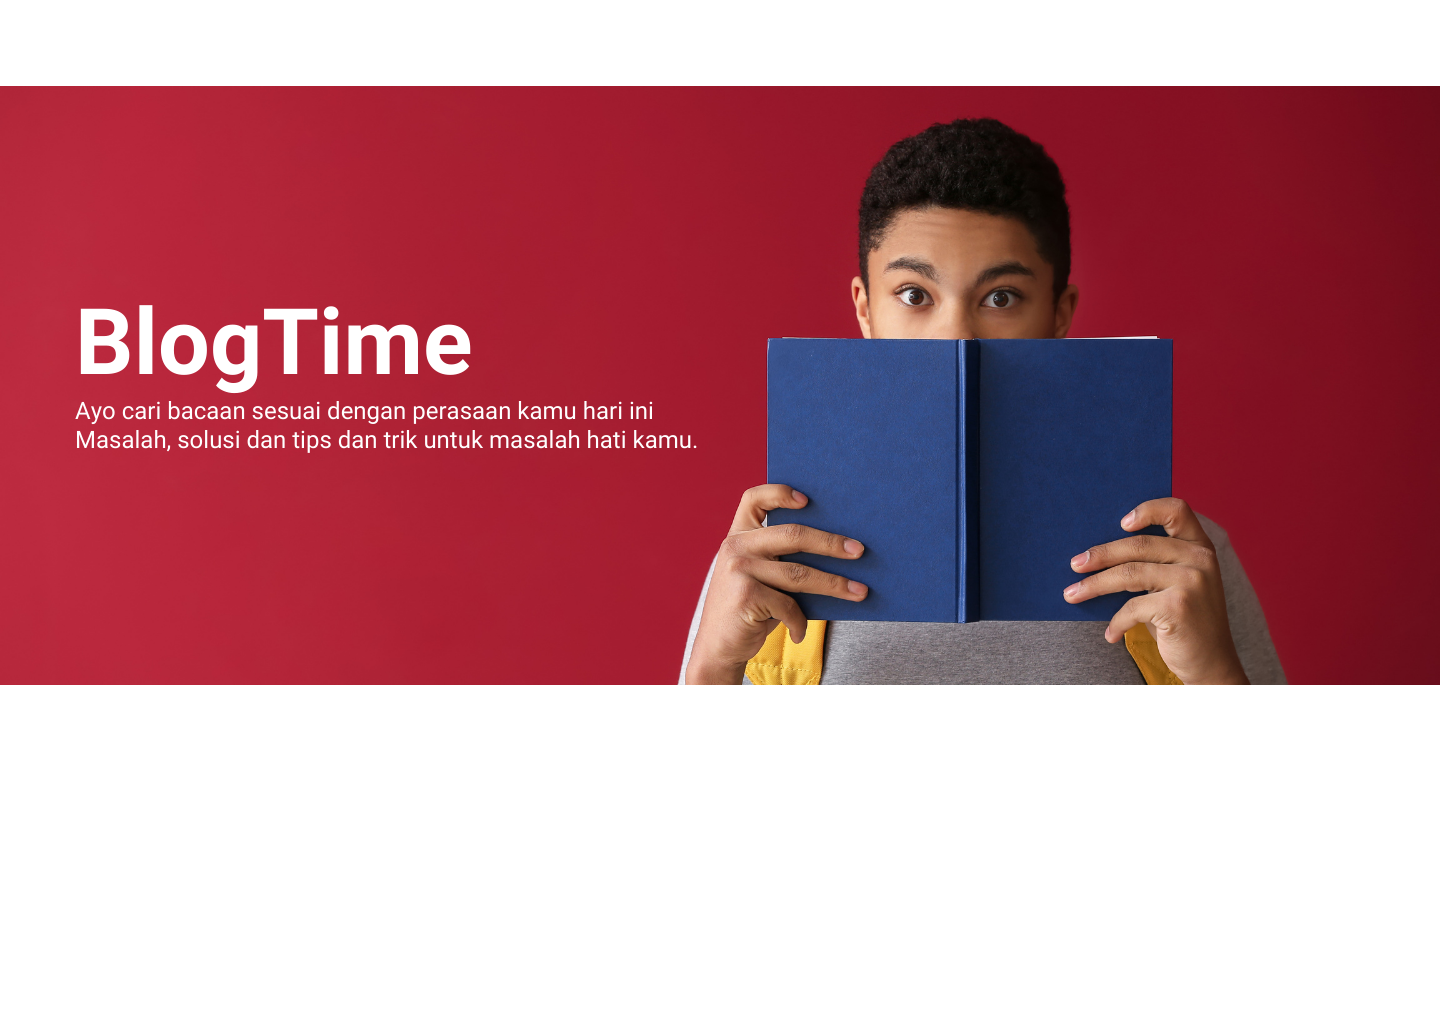 BlogTime
Ayo cari bacaan sesuai dengan perasaan kamu hari ini
Masalah, solusi dan tips dan trik untuk masalah hati kamu.